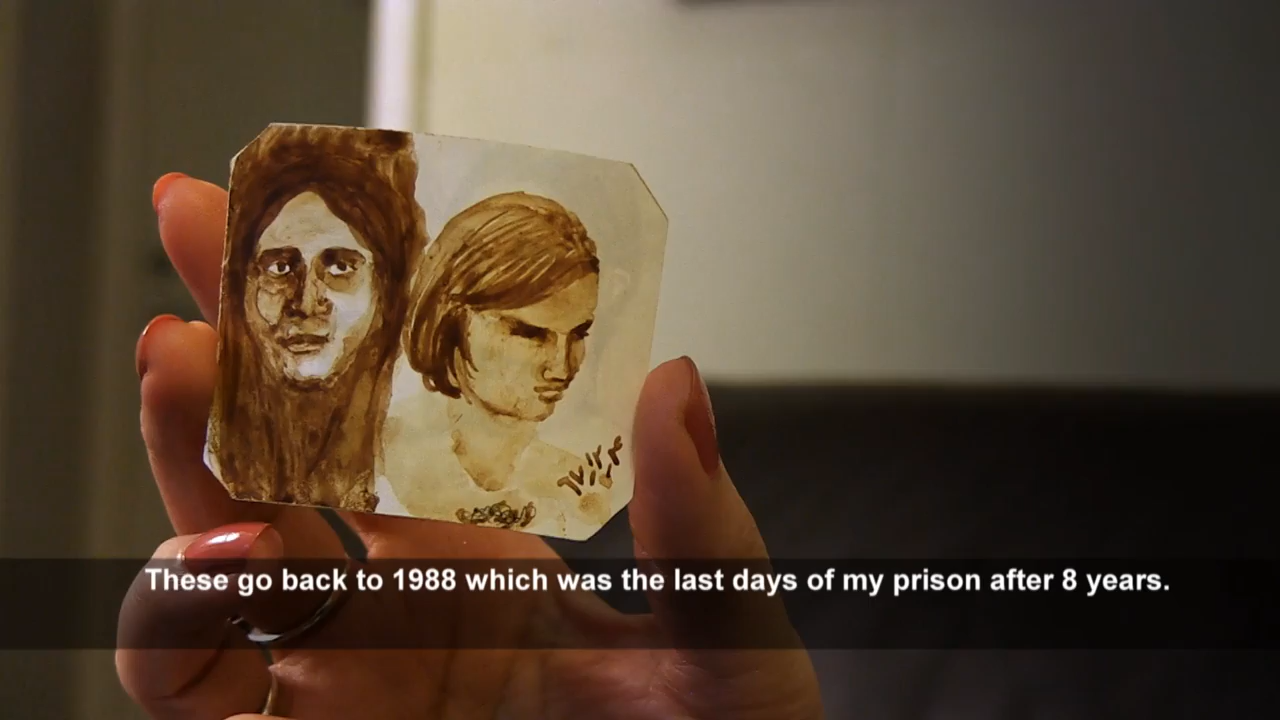 These go back to 1988 which was the last days of my prison after 8 years.